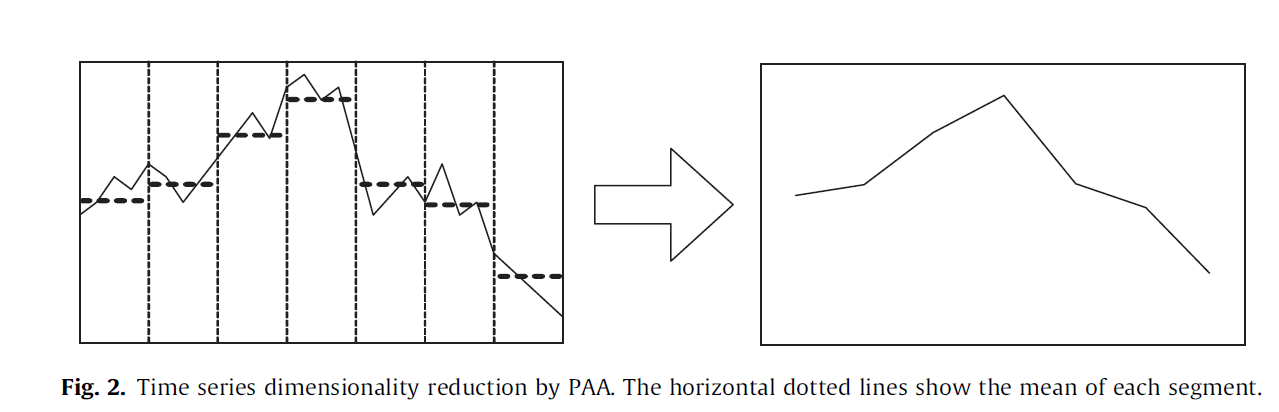 Fig. 2. Time series dimensionality reduction by PAA. The horizontal dotted lines show the mean of each segment.